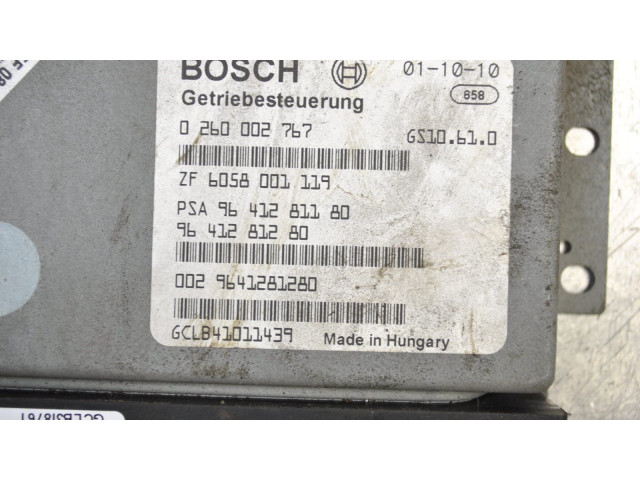 BOSCH 01-10-10
858
Getriebesteuerung
0 260 002 767 GS10.61.0
ZF 6058 001 119
PSA 96 412 811 80
96 412 812 80
002 9641281280
GCLB41011439 Made in Hungary